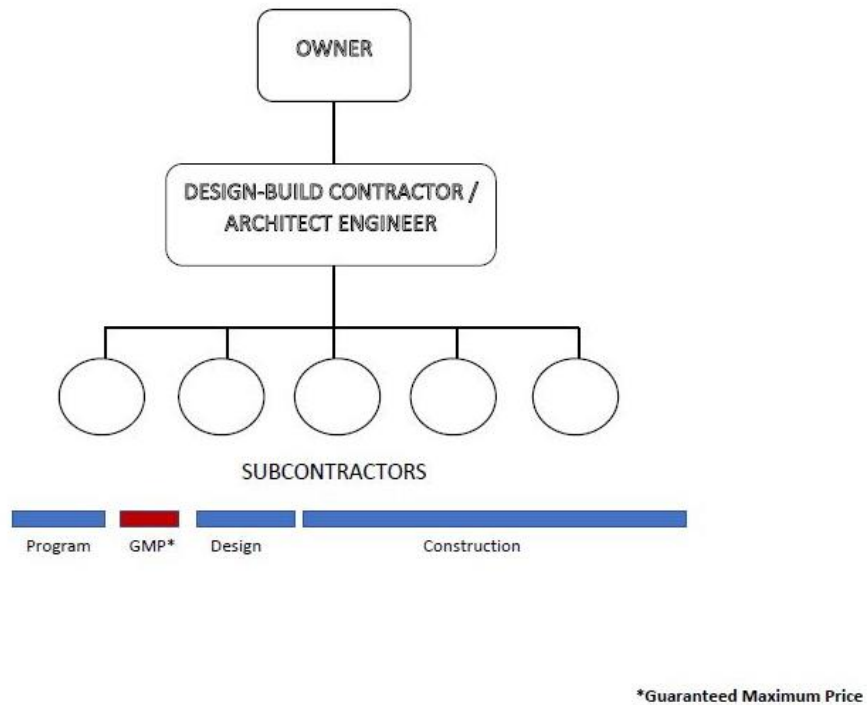 OWNER
DESIGN-BUILD CONTRACTOR /
ARCHITECT ENGINEER
SUBCONTRACTORS
Program
GMP*
Design
Construction
*Guaranteed Maximum Price